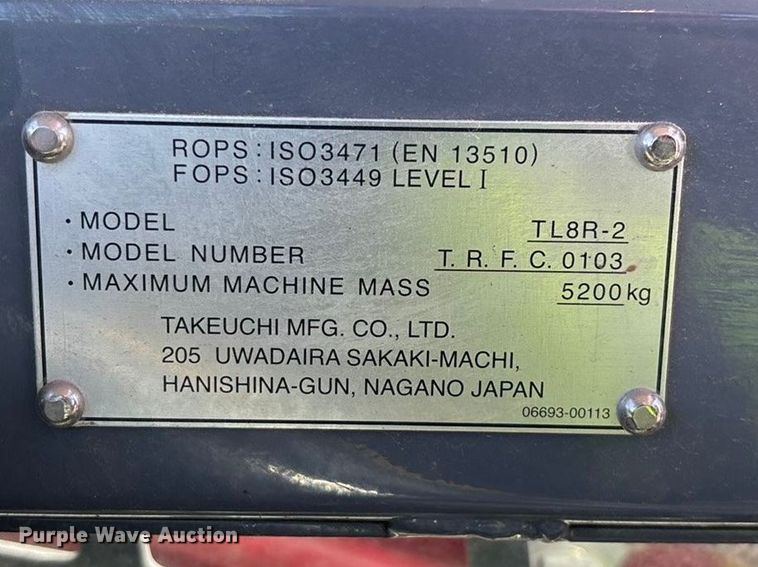 ROPS : ISO3471 (EN 13510)
FOPS : ISO3449 LEVEL I
· MODEL TL8R-2
· MODEL NUMBER T. R. F. C. 0103
· MAXIMUM MACHINE MASS 5200kg
TAKEUCHI MFG. CO., LTD.
205 UWADAIRA SAKAKI-MACHI,
HANISHINA-GUN, NAGANO JAPAN
06693-00113
Purple Wave Auction